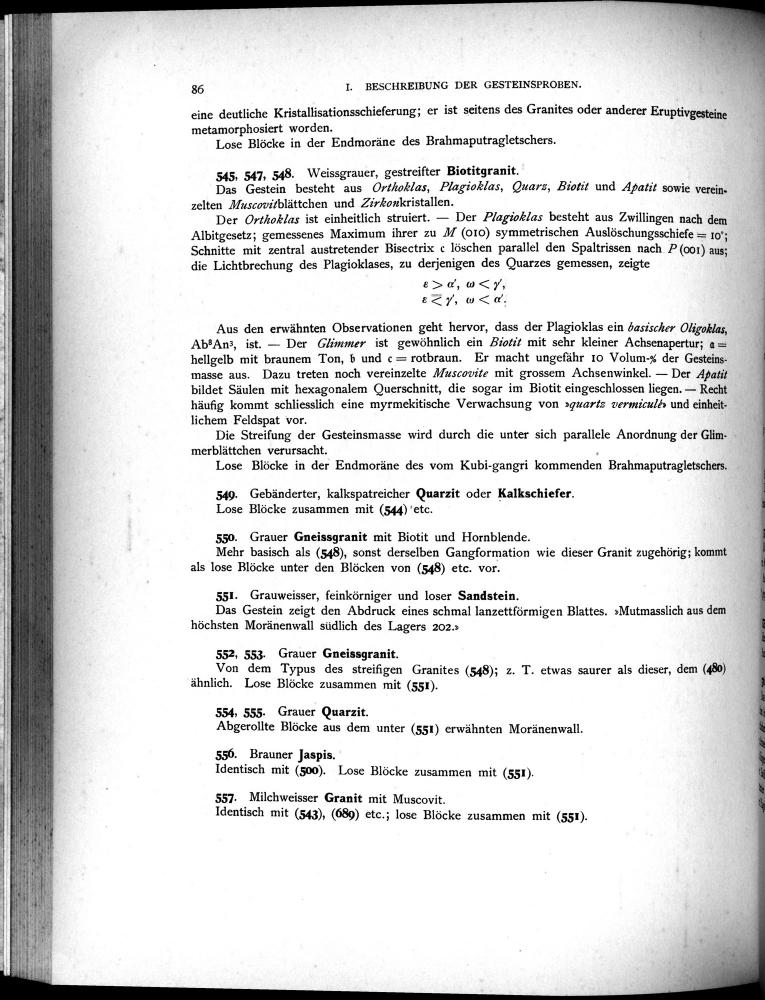 86
I. BESCHREIBUNG DER GESTEINSPROBEN.
eine deutliche Kristallisationsschieferung; er ist seitens des Granites oder anderer Eruptivgesteine
metamorphosiert worden.
Lose Blöcke in der Endmoräne des Brahmaputragletschers.
545, 547, 548. Weissgrauer, gestreifter Biotitgranit.
Das Gestein besteht aus Orthoklas, Plagioklas, Quarz, Biotit und Apatit sowie verein-
zelten Muscovitblättchen und Zirkonkristallen.
Der Orthoklas ist einheitlich struiert. — Der Plagioklas besteht aus Zwillingen nach dem
Albitgesetz; gemessenes Maximum ihrer zu M (010) symmetrischen Auslöschungsschiefe = 10°;
Schnitte mit zentral austretender Bisectrix c löschen parallel den Spaltrissen nach P (001) aus;
die Lichtbrechung des Plagioklases, zu derjenigen des Quarzes gemessen, zeigte
ε > α′, ω < γ′,
ε ⋜ γ′, ω < α′.
Aus den erwähnten Observationen geht hervor, dass der Plagioklas ein basischer Oligoklas,
Ab⁸An³, ist. — Der Glimmer ist gewöhnlich ein Biotit mit sehr kleiner Achsenapertur; a =
hellgelb mit braunem Ton, b und c = rotbraun. Er macht ungefähr 10 Volum-% der Gesteins-
masse aus. Dazu treten noch vereinzelte Muscovite mit grossem Achsenwinkel. — Der Apatit
bildet Säulen mit hexagonalem Querschnitt, die sogar im Biotit eingeschlossen liegen. — Recht
häufig kommt schliesslich eine myrmekitische Verwachsung von »quartz vermiculé» und einheit-
lichem Feldspat vor.
Die Streifung der Gesteinsmasse wird durch die unter sich parallele Anordnung der Glim-
merblättchen verursacht.
Lose Blöcke in der Endmoräne des vom Kubi-gangri kommenden Brahmaputragletschers.
549. Gebänderter, kalkspatreicher Quarzit oder Kalkschiefer.
Lose Blöcke zusammen mit (544) etc.
550. Grauer Gneissgranit mit Biotit und Hornblende.
Mehr basisch als (548), sonst derselben Gangformation wie dieser Granit zugehörig; kommt
als lose Blöcke unter den Blöcken von (548) etc. vor.
551. Grauweisser, feinkörniger und loser Sandstein.
Das Gestein zeigt den Abdruck eines schmal lanzettförmigen Blattes. »Mutmasslich aus dem
höchsten Moränenwall südlich des Lagers 202.»
552, 553. Grauer Gneissgranit.
Von dem Typus des streifigen Granites (548); z. T. etwas saurer als dieser, dem (480)
ähnlich. Lose Blöcke zusammen mit (551).
554, 555. Grauer Quarzit.
Abgerollte Blöcke aus dem unter (551) erwähnten Moränenwall.
556. Brauner Jaspis.
Identisch mit (500). Lose Blöcke zusammen mit (551).
557. Milchweisser Granit mit Muscovit.
Identisch mit (543), (689) etc.; lose Blöcke zusammen mit (551).